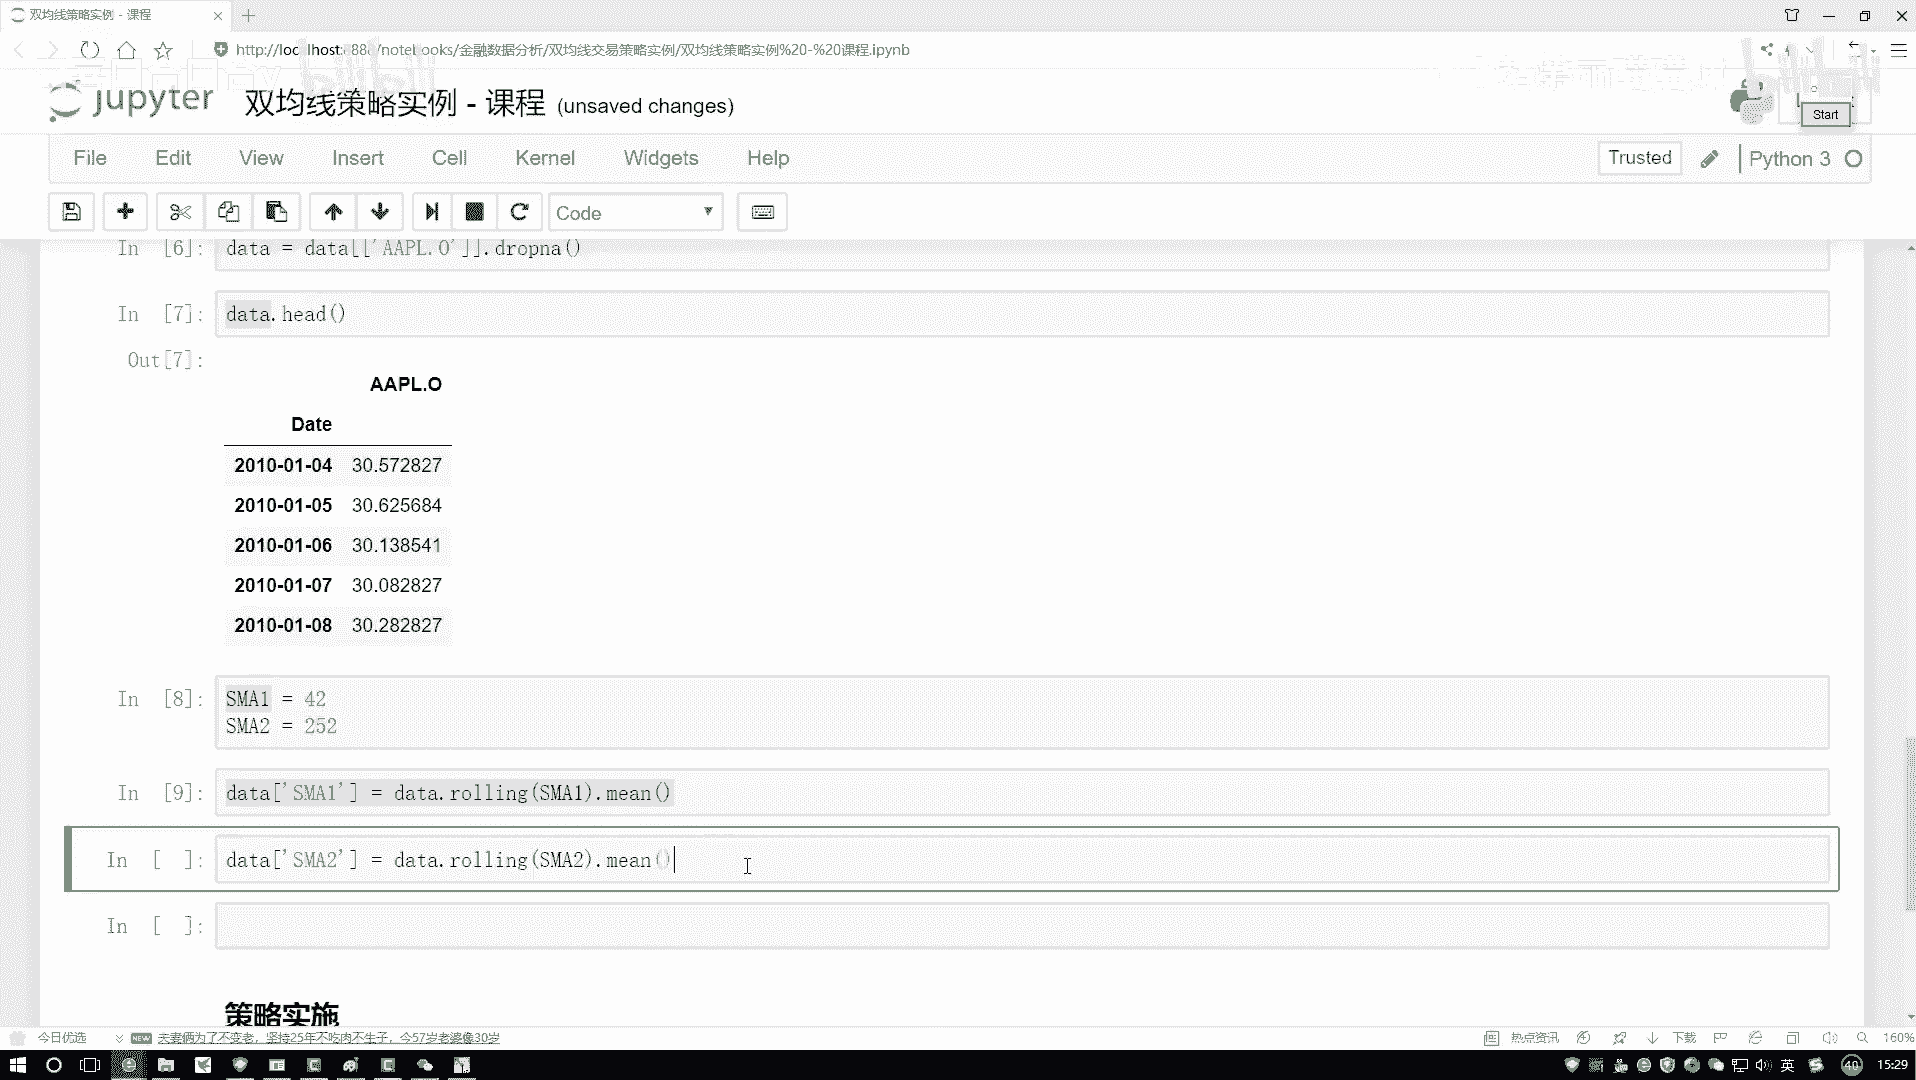 双均线策略实例 - 课程
http://localhost:888/notebooks/金融数据分析/双均线交易策略实例/双均线策略实例%20-%20课程.ipynb
bilibili
jupyter 双均线策略实例 - 课程 (unsaved changes)
Start
File Edit View Insert Cell Kernel Widgets Help
Trusted Python 3
Code
In [6]: data = data[['AAPL.O']].dropna()
In [7]: data.head()
Out[7]:
AAPL.O
Date
2010-01-04 30.572827
2010-01-05 30.625684
2010-01-06 30.138541
2010-01-07 30.082827
2010-01-08 30.282827
In [8]: SMA1 = 42
SMA2 = 252
In [9]: data['SMA1'] = data.rolling(SMA1).mean()
In [ ]: data['SMA2'] = data.rolling(SMA2).mean()
In [ ]:
策略实施
今日优选 NEW 夫妻俩为了不变老，坚持25年不吃肉不生子，今57岁老婆像30岁
热点资讯 下载 160%
英 40 15:29